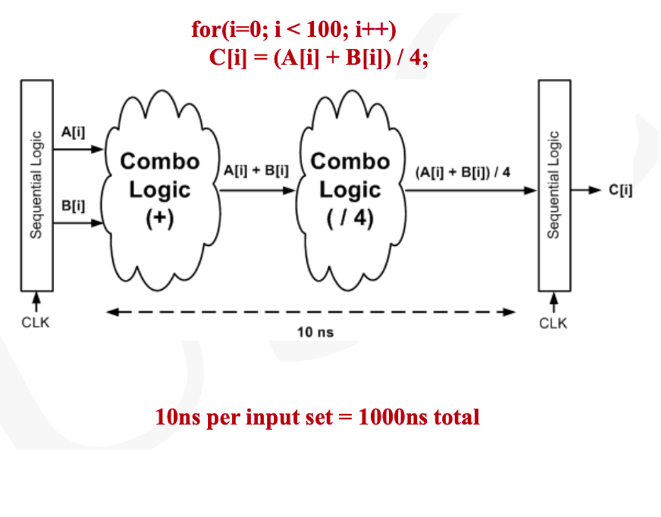 for(i=0; i < 100; i++)
C[i] = (A[i] + B[i]) / 4;
Sequential Logic
A[i]
B[i]
CLK
Combo
Logic
(+)
A[i] + B[i]
Combo
Logic
( / 4)
(A[i] + B[i]) / 4
Sequential Logic
C[i]
CLK
10 ns
10ns per input set = 1000ns total